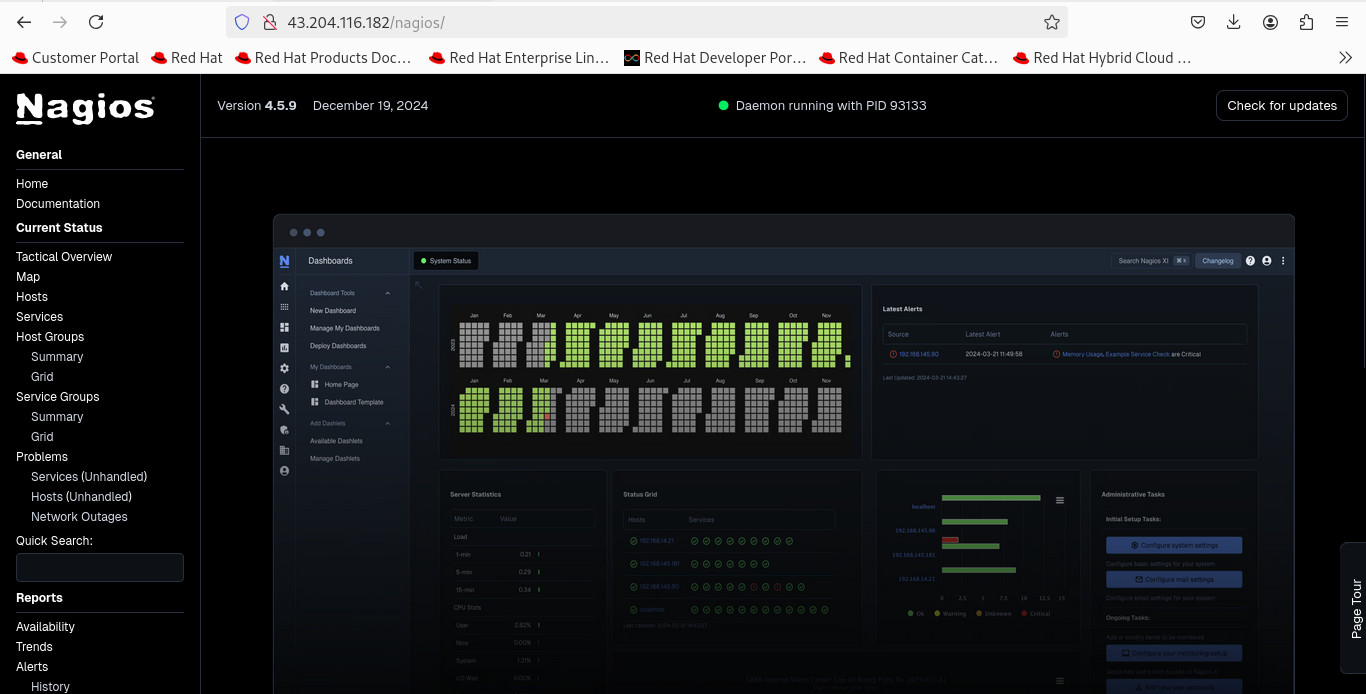 43.204.116.182/nagios/
Customer Portal
Red Hat
Red Hat Products Doc…
Red Hat Enterprise Lin…
Red Hat Developer Por…
Red Hat Container Cat…
Red Hat Hybrid Cloud …
Nagios®
Version 4.5.9 December 19, 2024
Daemon running with PID 93133
Check for updates
General
Home
Documentation
Current Status
Tactical Overview
Map
Hosts
Services
Host Groups
Summary
Grid
Service Groups
Summary
Grid
Problems
Services (Unhandled)
Hosts (Unhandled)
Network Outages
Quick Search:
Reports
Availability
Trends
Alerts
History
N
Dashboards
System Status
Search Nagios XI
Changelog
Dashboard Tools
New Dashboard
Manage My Dashboards
Deploy Dashboards
My Dashboards
Home Page
Dashboard Template
Add Dashlets
Available Dashlets
Manage Dashlets
Jan Feb Mar Apr May Jun Jul Aug Sep Oct Nov
2023
Jan Feb Mar Apr May Jun Jul Aug Sep Oct Nov
2024
Latest Alerts
Source Latest Alert Alerts
192.168.145.90 2024-03-21 11:49:58 Memory Usage, Example Service Check are Critical
Last Updated: 2024-03-21 14:43:27
Server Statistics
Metric Value
Load
1-min 0.21
5-min 0.29
15-min 0.34
CPU Stats
User 2.82%
Nice 0.00%
System 1.21%
I/O Wait 0.00%
Status Grid
Hosts Services
192.168.14.21
192.168.145.181
192.168.145.90
localhost
localhost
192.168.145.90
192.168.145.181
192.168.14.21
0 2.5 5 7.5 10 12.5 15
Ok Warning Unknown Critical
Administrative Tasks
Initial Setup Tasks:
Configure system settings
Configure basic settings for your system
Configure mail settings
Configure email settings for your system
Ongoing Tasks:
Add or modify items to be monitored
Configure your monitoring setup
Page Tour